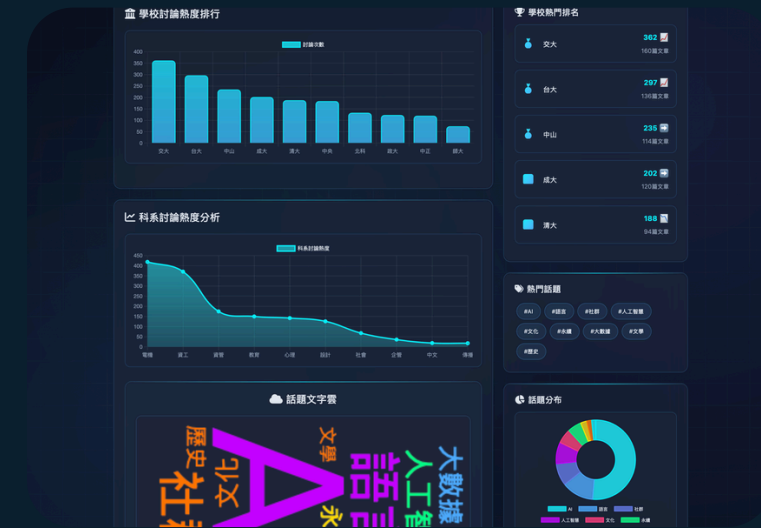 學校討論熱度排行
討論次數
400
350
300
250
200
150
100
50
0
交大
台大
中山
成大
清大
中央
北科
政大
中正
師大
科系討論熱度分析
科系討論熱度
450
400
350
300
250
200
150
100
50
0
電機
資工
資管
教育
心理
設計
社會
企管
中文
傳播
話題文字雲
歷史
社
文化
A
文學
永
語言
人工智
大數據
學校熱門排名
交大
362
160篇文章
台大
297
136篇文章
中山
235
114篇文章
成大
202
120篇文章
清大
188
94篇文章
熱門話題
#AI
#語言
#社群
#人工智慧
#文化
#永續
#大數據
#文學
#歷史
話題分布
AI
語言
社群
人工智慧
文化
永續